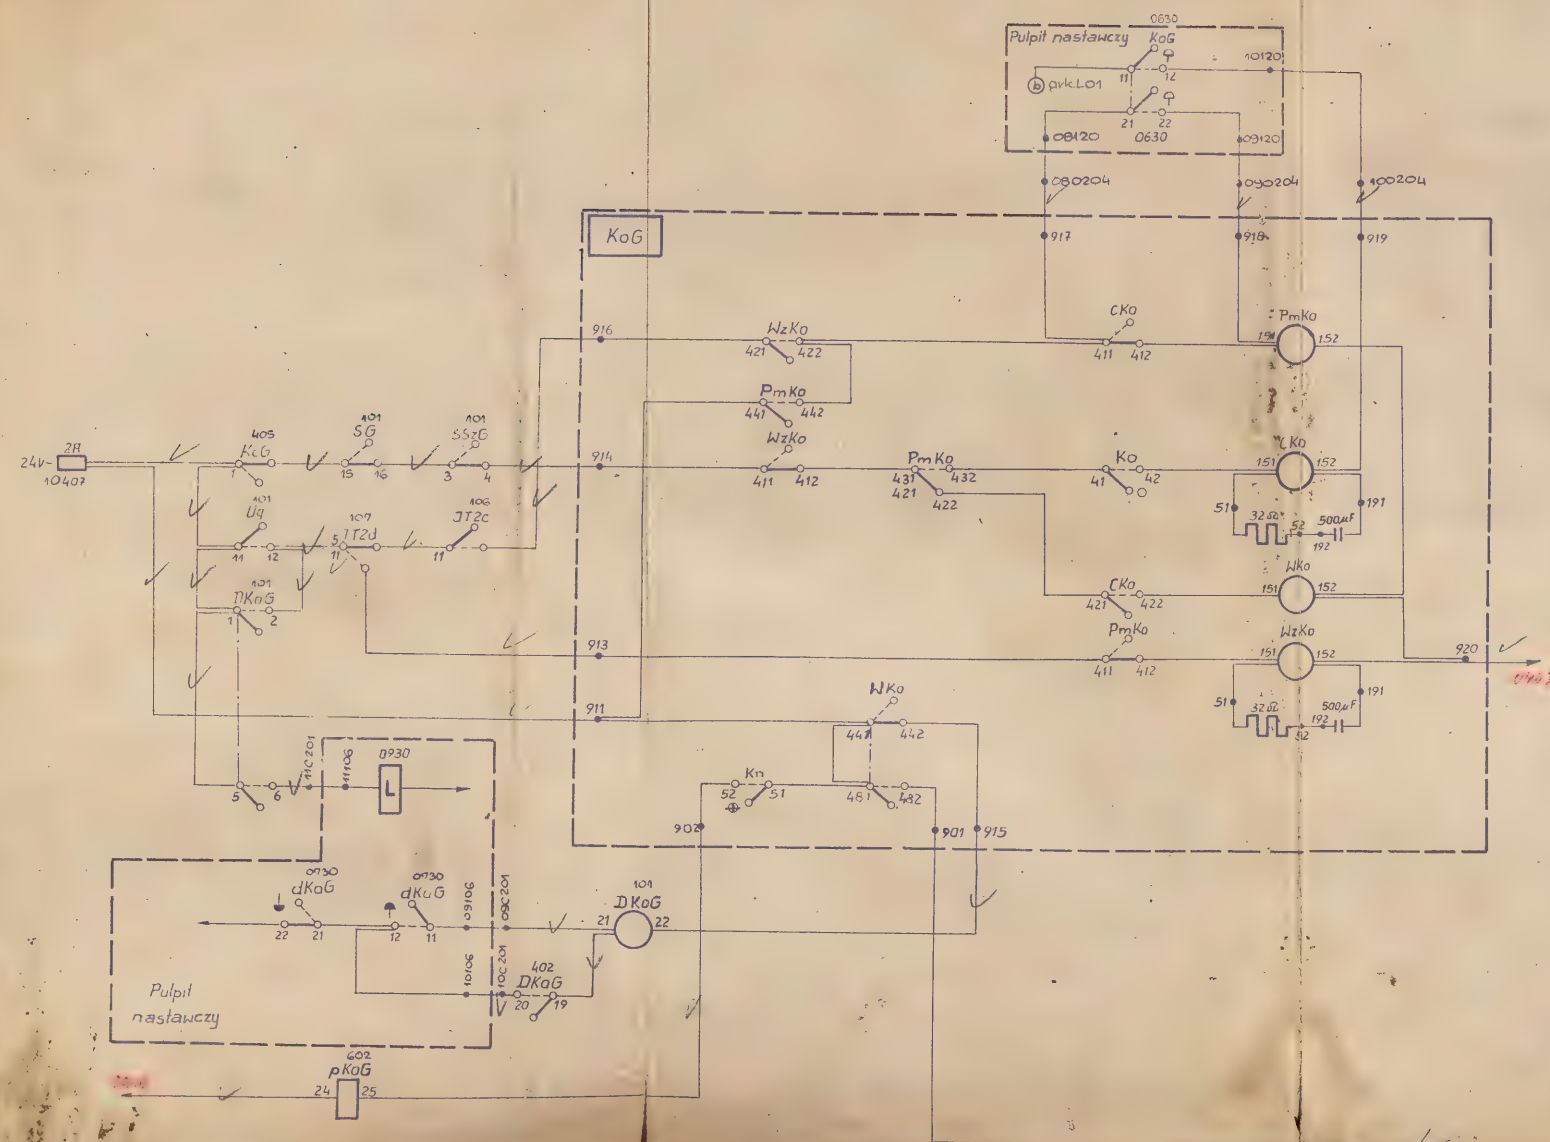 0630
Pulpit nastawczy KoG
10120
11 12
b prk.L01
21 22
08120 0630 09120
080204 090204 100204
KoG
917 918 919
916 WzKo CKo PmKo
421 422 411 412 151 152
PmKo
441 442
405 101 101
KoG SG SSzG
24V- 2A
10407
1 15 16 3 4
914 WzKo PmKo Ko CKo
411 412 431 432 41 42 151 152
421 422
51 32Ω 52 500μF 191
192
101 107 106
Ug JT2d JT2c
11 12 5 11 11
101
DKoG
1 2
CKo WKo
421 422 151 152
913 PmKo WzKo
411 412 151 152 920
51 32Ω 52 500μF 191
192
911 WKo
441 442
Kn
52 51 481 482
902 901 915
5 6 11C201 11106 0930
L
0730 0730
dKoG dKoG
22 21 12 11 09106 09C201
101
DKoG
21 22
10106 10C201
402
DKoG
20 19
Pulpit
nastawczy
602
pKoG
24 25